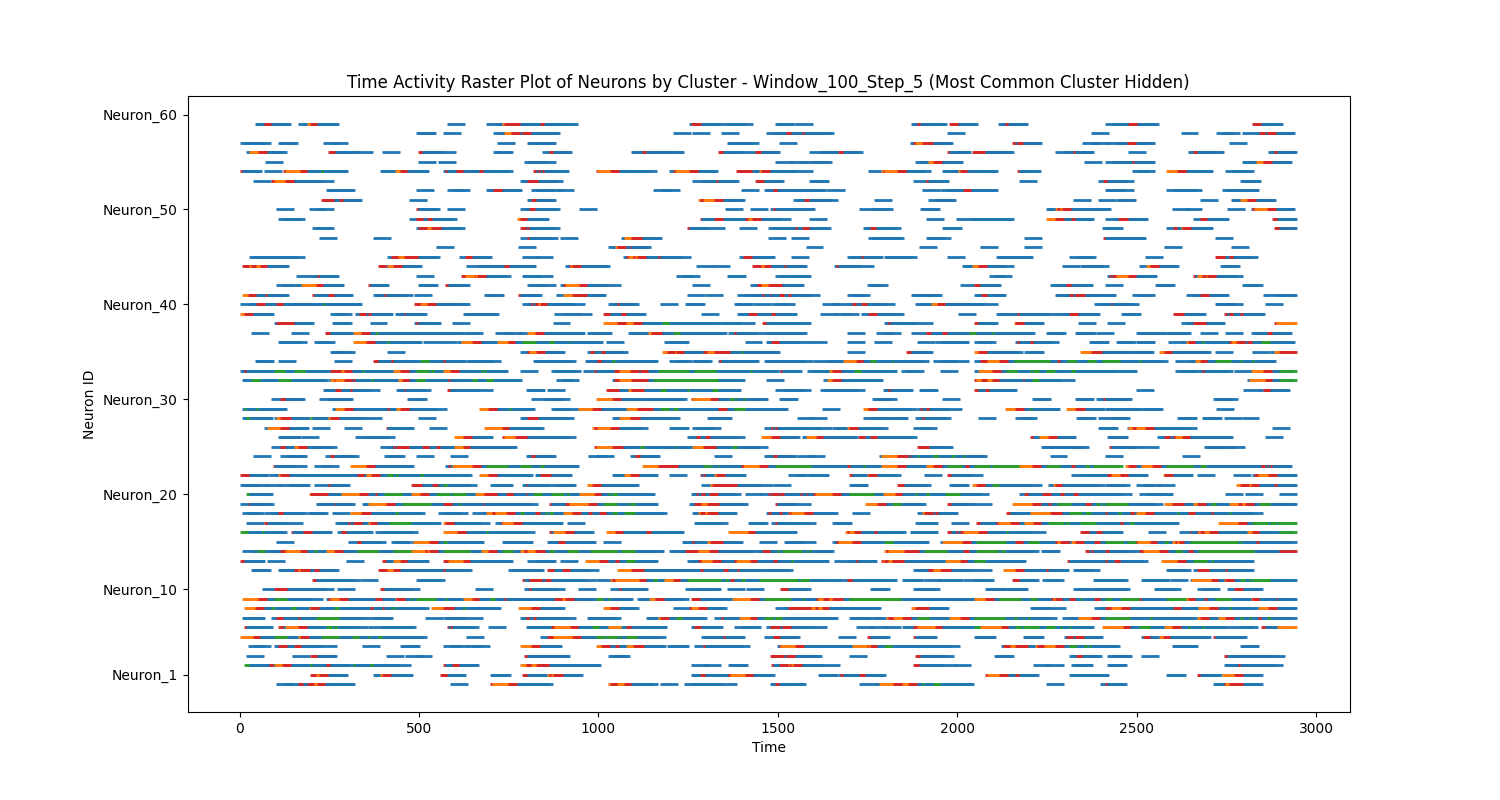 Time Activity Raster Plot of Neurons by Cluster - Window_100_Step_5 (Most Common Cluster Hidden)
Neuron_60
Neuron_50
Neuron_40
Neuron_30
Neuron_20
Neuron_10
Neuron_1
Neuron ID
0 500 1000 1500 2000 2500 3000
Time